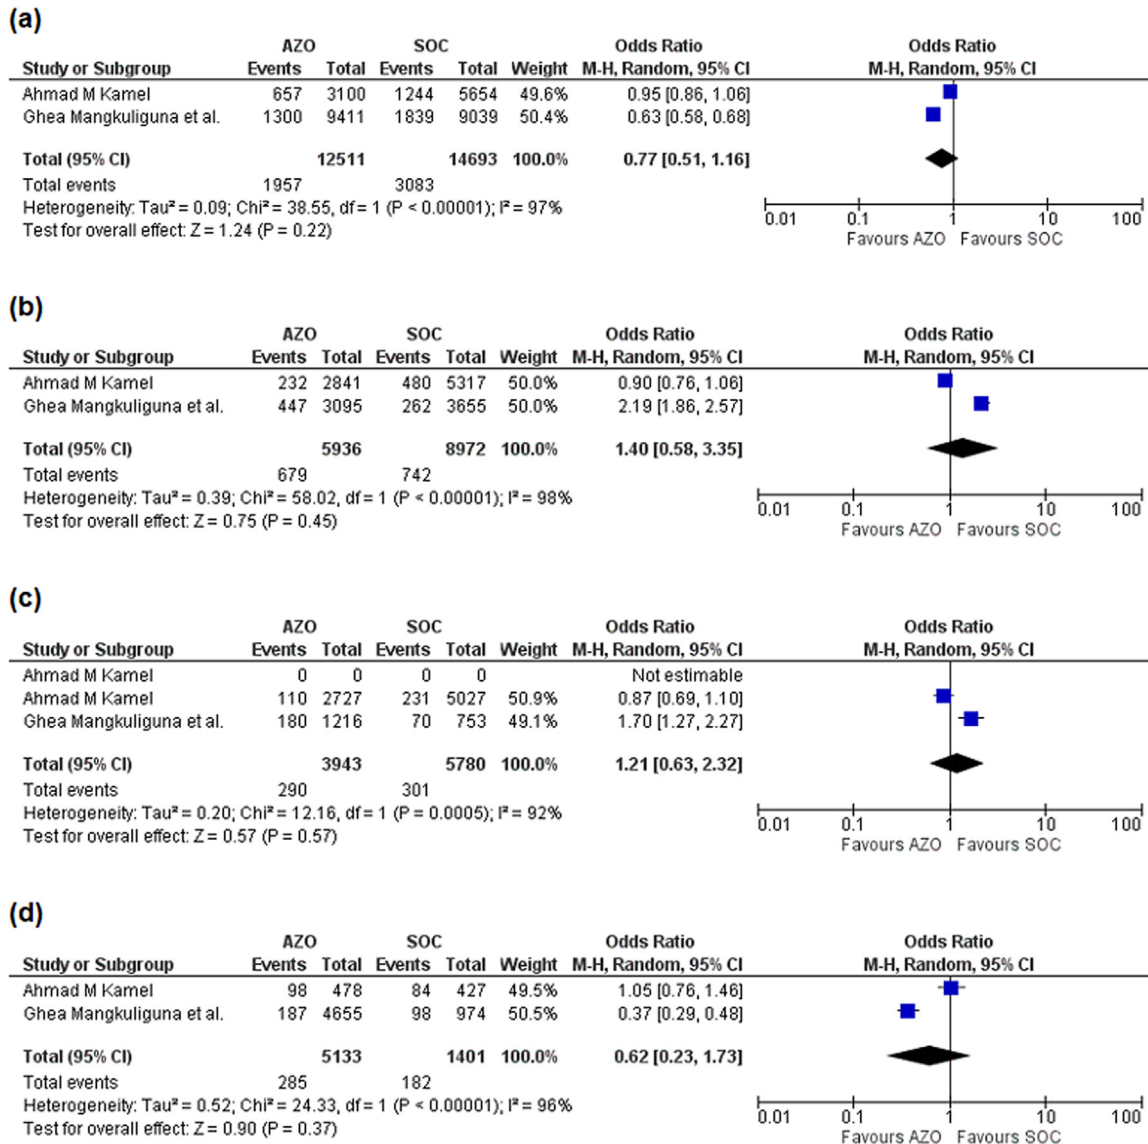 (a)
AZO SOC Odds Ratio Odds Ratio
Study or Subgroup Events Total Events Total Weight M-H, Random, 95% CI M-H, Random, 95% CI
Ahmad M Kamel 657 3100 1244 5654 49.6% 0.95 [0.86, 1.06]
Ghea Mangkuliguna et al. 1300 9411 1839 9039 50.4% 0.63 [0.58, 0.68]
Total (95% CI) 12511 14693 100.0% 0.77 [0.51, 1.16]
Total events 1957 3083
Heterogeneity: Tau² = 0.09; Chi² = 38.55, df = 1 (P < 0.00001); I² = 97%
Test for overall effect: Z = 1.24 (P = 0.22)
0.01 0.1 1 10 100
Favours AZO Favours SOC
(b)
AZO SOC Odds Ratio Odds Ratio
Study or Subgroup Events Total Events Total Weight M-H, Random, 95% CI M-H, Random, 95% CI
Ahmad M Kamel 232 2841 480 5317 50.0% 0.90 [0.76, 1.06]
Ghea Mangkuliguna et al. 447 3095 262 3655 50.0% 2.19 [1.86, 2.57]
Total (95% CI) 5936 8972 100.0% 1.40 [0.58, 3.35]
Total events 679 742
Heterogeneity: Tau² = 0.39; Chi² = 58.02, df = 1 (P < 0.00001); I² = 98%
Test for overall effect: Z = 0.75 (P = 0.45)
0.01 0.1 1 10 100
Favours AZO Favours SOC
(c)
AZO SOC Odds Ratio Odds Ratio
Study or Subgroup Events Total Events Total Weight M-H, Random, 95% CI M-H, Random, 95% CI
Ahmad M Kamel 0 0 0 0 Not estimable
Ahmad M Kamel 110 2727 231 5027 50.9% 0.87 [0.69, 1.10]
Ghea Mangkuliguna et al. 180 1216 70 753 49.1% 1.70 [1.27, 2.27]
Total (95% CI) 3943 5780 100.0% 1.21 [0.63, 2.32]
Total events 290 301
Heterogeneity: Tau² = 0.20; Chi² = 12.16, df = 1 (P = 0.0005); I² = 92%
Test for overall effect: Z = 0.57 (P = 0.57)
0.01 0.1 1 10 100
Favours AZO Favours SOC
(d)
AZO SOC Odds Ratio Odds Ratio
Study or Subgroup Events Total Events Total Weight M-H, Random, 95% CI M-H, Random, 95% CI
Ahmad M Kamel 98 478 84 427 49.5% 1.05 [0.76, 1.46]
Ghea Mangkuliguna et al. 187 4655 98 974 50.5% 0.37 [0.29, 0.48]
Total (95% CI) 5133 1401 100.0% 0.62 [0.23, 1.73]
Total events 285 182
Heterogeneity: Tau² = 0.52; Chi² = 24.33, df = 1 (P < 0.00001); I² = 96%
Test for overall effect: Z = 0.90 (P = 0.37)
0.01 0.1 1 10 100
Favours AZO Favours SOC